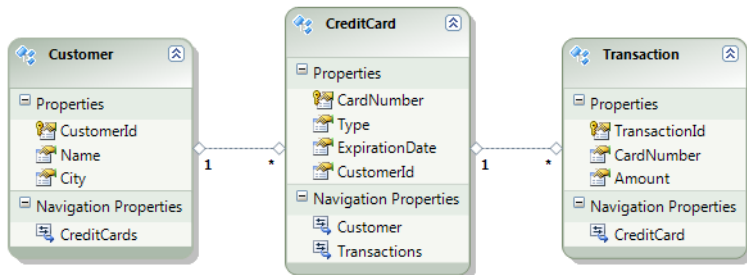 Customer
Properties
CustomerId
Name
City
Navigation Properties
CreditCards
1
*
CreditCard
Properties
CardNumber
Type
ExpirationDate
CustomerId
Navigation Properties
Customer
Transactions
1
*
Transaction
Properties
TransactionId
CardNumber
Amount
Navigation Properties
CreditCard